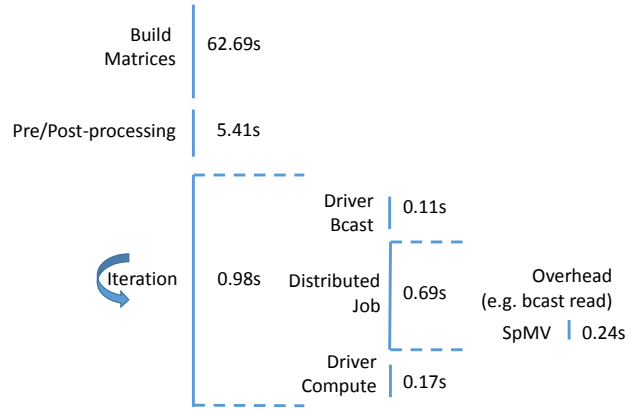 Build
Matrices
62.69s
Pre/Post-processing
5.41s
Iteration
0.98s
Driver
Bcast
0.11s
Distributed
Job
0.69s
Overhead
(e.g. bcast read)
SpMV
0.24s
Driver
Compute
0.17s